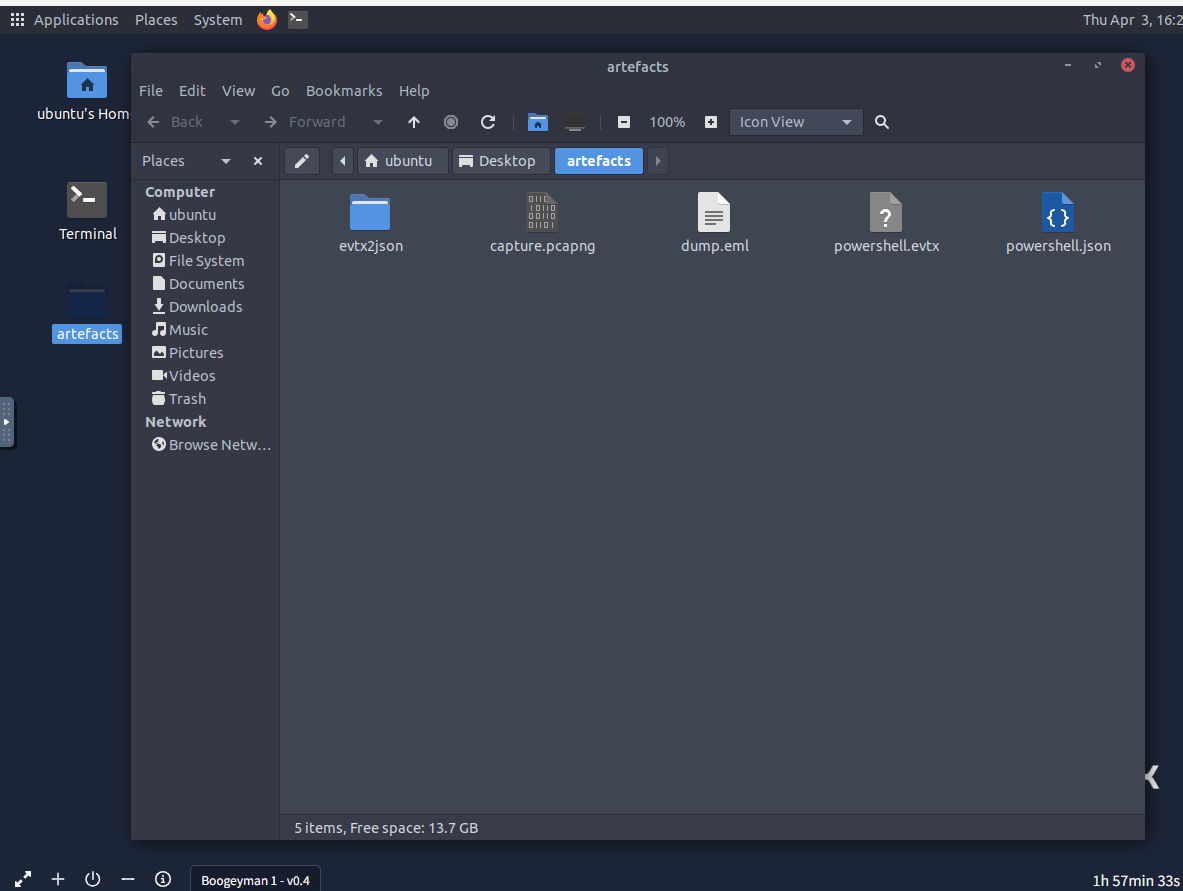 Applications Places System Thu Apr 3, 16:2
artefacts
File Edit View Go Bookmarks Help
Back Forward 100% Icon View
Places ubuntu Desktop artefacts
ubuntu's Hom
Terminal
artefacts
Computer
ubuntu
Desktop
File System
Documents
Downloads
Music
Pictures
Videos
Trash
Network
Browse Netw...
evtx2json capture.pcapng dump.eml powershell.evtx powershell.json
5 items, Free space: 13.7 GB
Boogeyman 1 - v0.4 1h 57min 33s